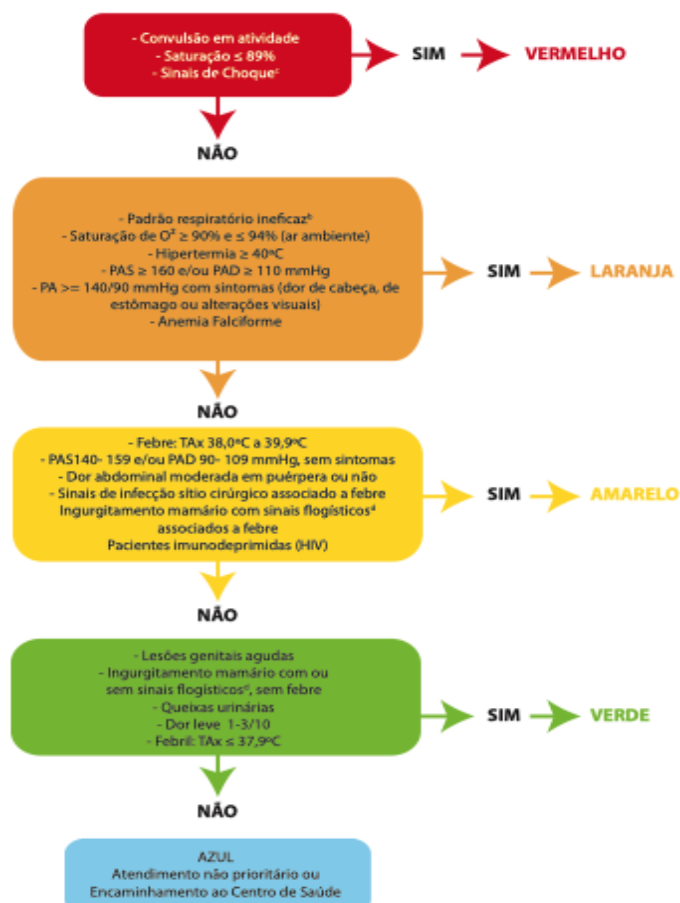 - Convulsão em atividade
- Saturação ≤ 89%
- Sinais de Choqueᶜ
SIM
VERMELHO
NÃO
- Padrão respiratório ineficazᵇ
- Saturação de O² ≥ 90% e ≤ 94% (ar ambiente)
- Hipertermia ≥ 40ºC
- PAS ≥ 160 e/ou PAD ≥ 110 mmHg
- PA >= 140/90 mmHg com sintomas (dor de cabeça, de
estômago ou alterações visuais)
- Anemia Falciforme
SIM
LARANJA
NÃO
- Febre: TAx 38,0ºC a 39,9ºC
- PAS140- 159 e/ou PAD 90- 109 mmHg, sem sintomas
- Dor abdominal moderada em puérpera ou não
- Sinais de infecção sítio cirúrgico associado a febre
Ingurgitamento mamário com sinais flogísticosᵈ
associados a febre
Pacientes imunodeprimidas (HIV)
SIM
AMARELO
NÃO
- Lesões genitais agudas
- Ingurgitamento mamário com ou
sem sinais flogísticosᵈ, sem febre
- Queixas urinárias
- Dor leve 1-3/10
- Febril: TAx ≤ 37,9ºC
SIM
VERDE
NÃO
AZUL
Atendimento não prioritário ou
Encaminhamento ao Centro de Saúde